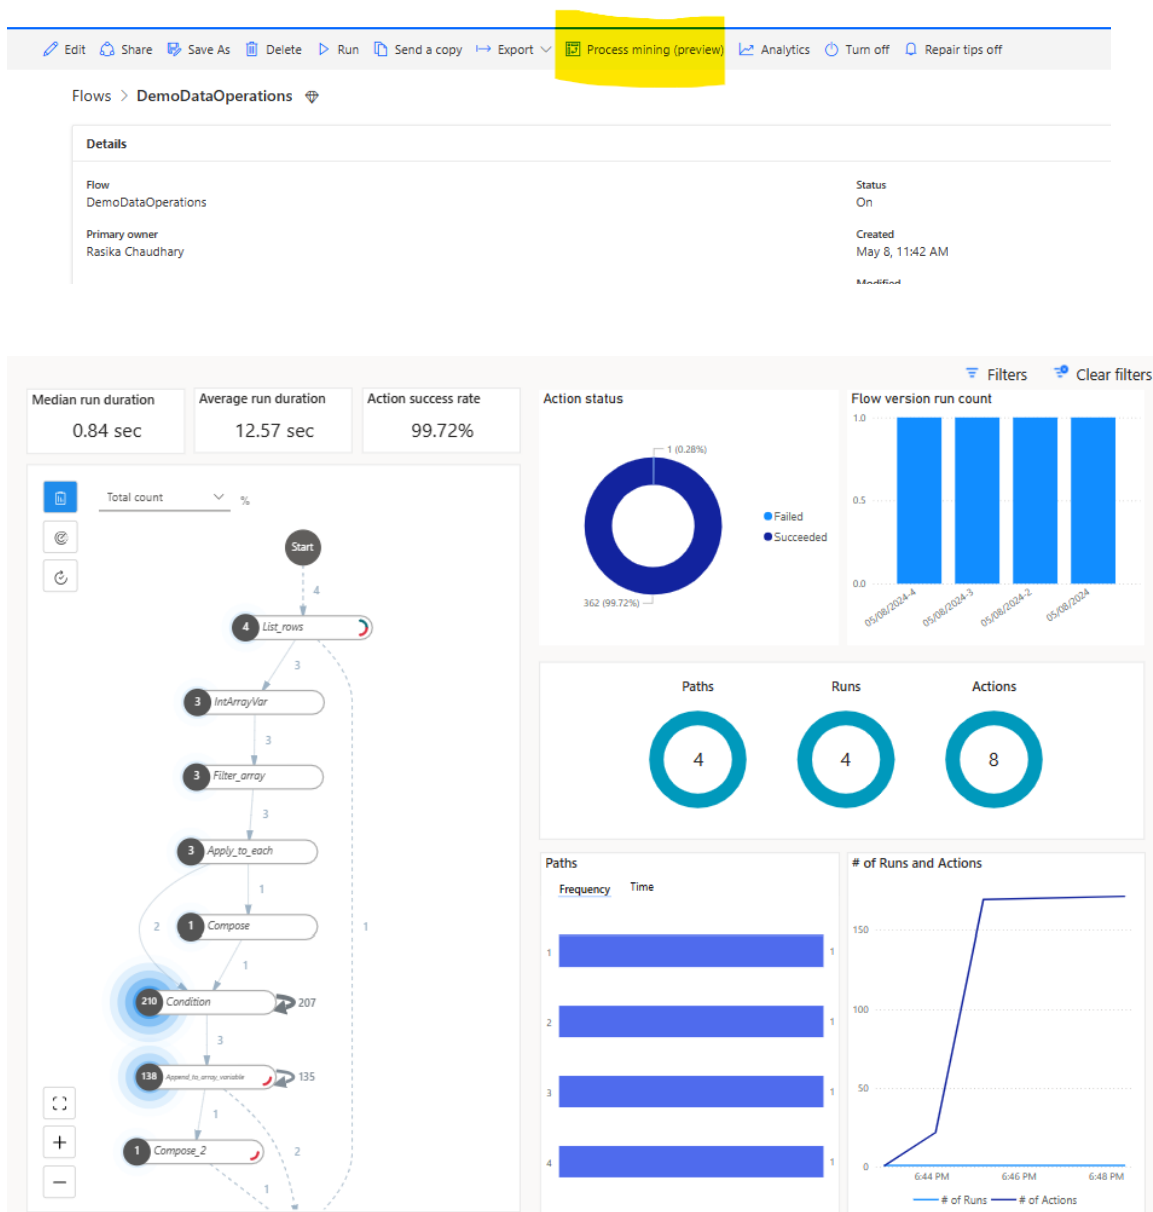 Edit Share Save As Delete Run Send a copy Export Process mining (preview) Analytics Turn off Repair tips off
Flows > DemoDataOperations
Details
Flow
DemoDataOperations
Primary owner
Rasika Chaudhary
Status
On
Created
May 8, 11:42 AM
Modified
Filters Clear filters
Median run duration
0.84 sec
Average run duration
12.57 sec
Action success rate
99.72%
Total count %
Start
4
4 List_rows
3
3 IntArrayVar
3
3 Filter_array
3
3 Apply_to_each
1
2
1 Compose
1
1
210 Condition 207
3
138 Append_to_array_variable 135
1
1 Compose_2
2
1
Action status
1 (0.28%)
Failed
Succeeded
362 (99.72%)
Flow version run count
1.0
0.5
0.0
05/08/2024-4 05/08/2024-3 05/08/2024-2 05/08/2024
Paths Runs Actions
4 4 8
Paths
Frequency Time
1 1
2 1
3 1
4 1
# of Runs and Actions
150
100
50
0
6:44 PM 6:46 PM 6:48 PM
# of Runs # of Actions